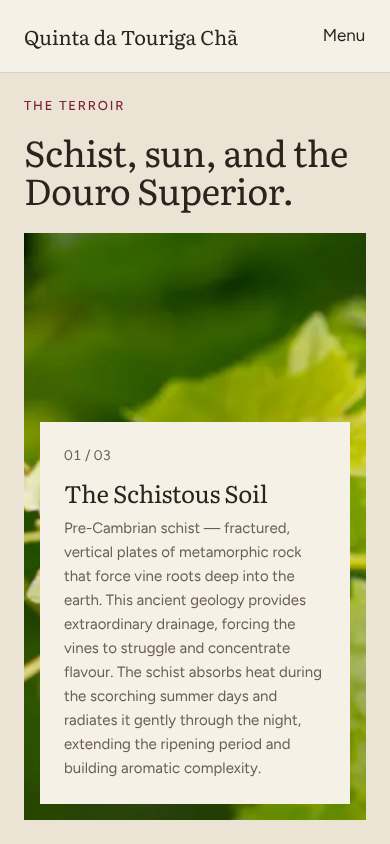 Quinta da Touriga Chã
Menu
THE TERROIR
Schist, sun, and the
Douro Superior.
01 / 03
The Schistous Soil
Pre-Cambrian schist — fractured,
vertical plates of metamorphic rock
that force vine roots deep into the
earth. This ancient geology provides
extraordinary drainage, forcing the
vines to struggle and concentrate
flavour. The schist absorbs heat during
the scorching summer days and
radiates it gently through the night,
extending the ripening period and
building aromatic complexity.